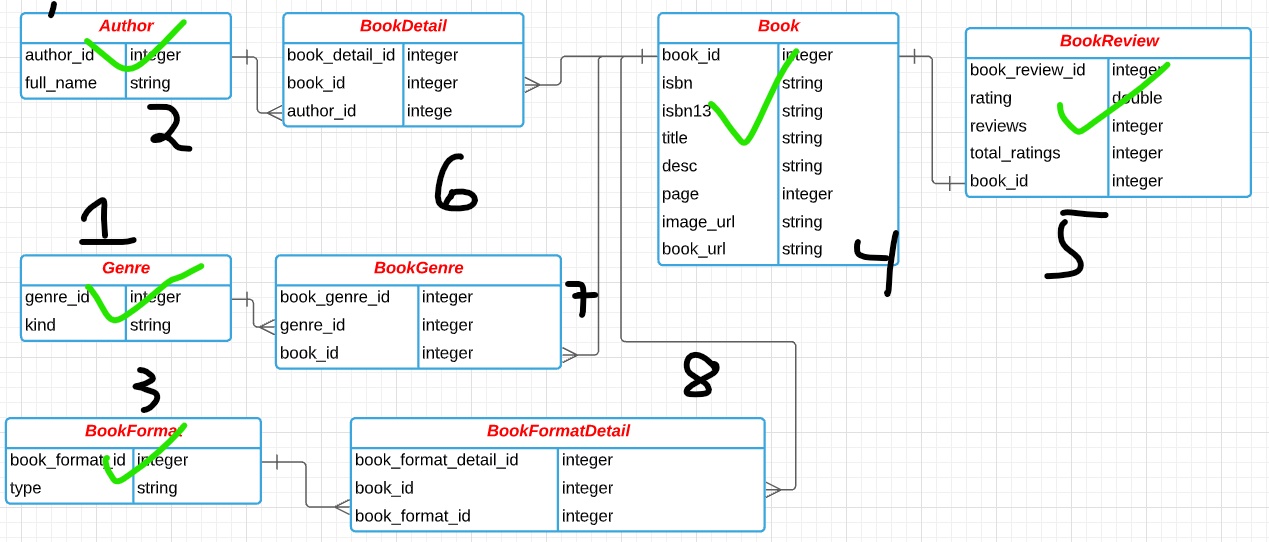 Author
author_id integer
full_name string
2
BookDetail
book_detail_id integer
book_id integer
author_id intege
6
Book
book_id integer
isbn string
isbn13 string
title string
desc string
page integer
image_url string
book_url string
4
BookReview
book_review_id integer
rating double
reviews integer
total_ratings integer
book_id integer
5
1
Genre
genre_id integer
kind string
BookGenre
book_genre_id integer
genre_id integer
book_id integer
7
3
BookFormat
book_format_id integer
type string
8
BookFormatDetail
book_format_detail_id integer
book_id integer
book_format_id integer